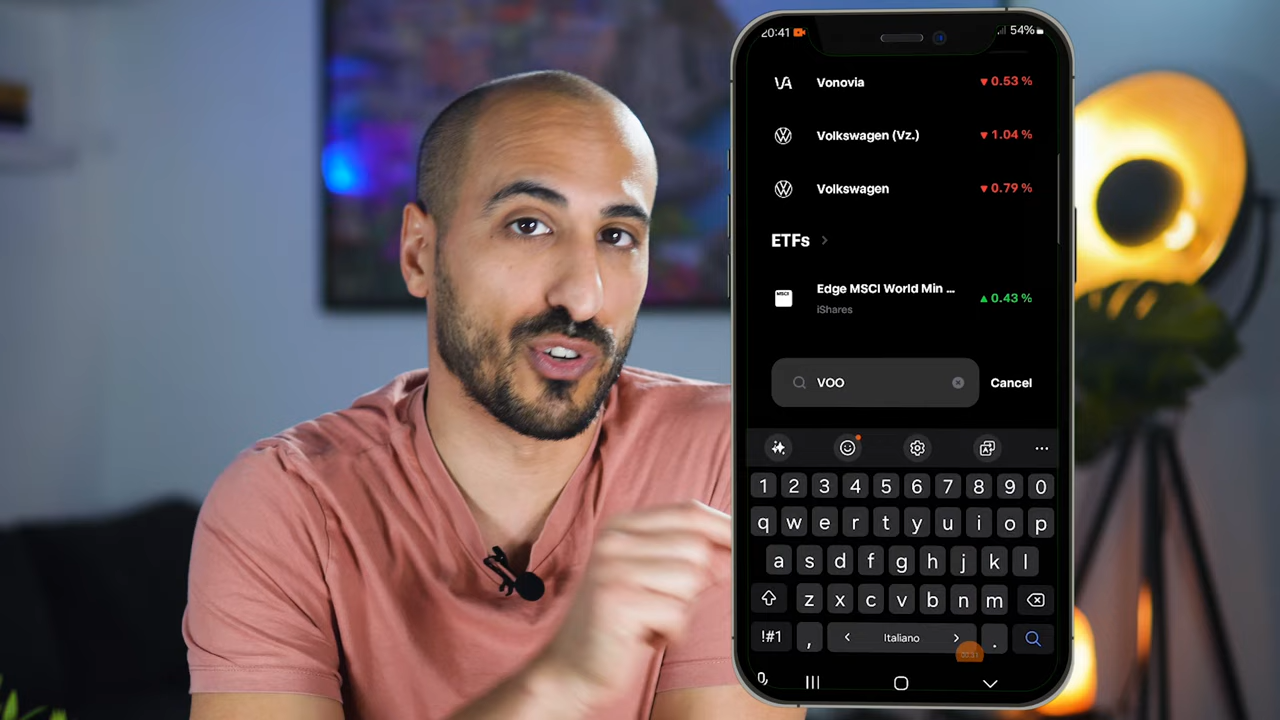 20:41 54%
Vonovia ▼ 0.53 %
Volkswagen (Vz.) ▼ 1.04 %
Volkswagen ▼ 0.79 %
ETFs >
MSCI
Edge MSCI World Min ... ▲ 0.43 %
iShares
VOO Cancel
1 2 3 4 5 6 7 8 9 0
q w e r t y u i o p
a s d f g h j k l
z x c v b n m
!#1 , < Italiano > .